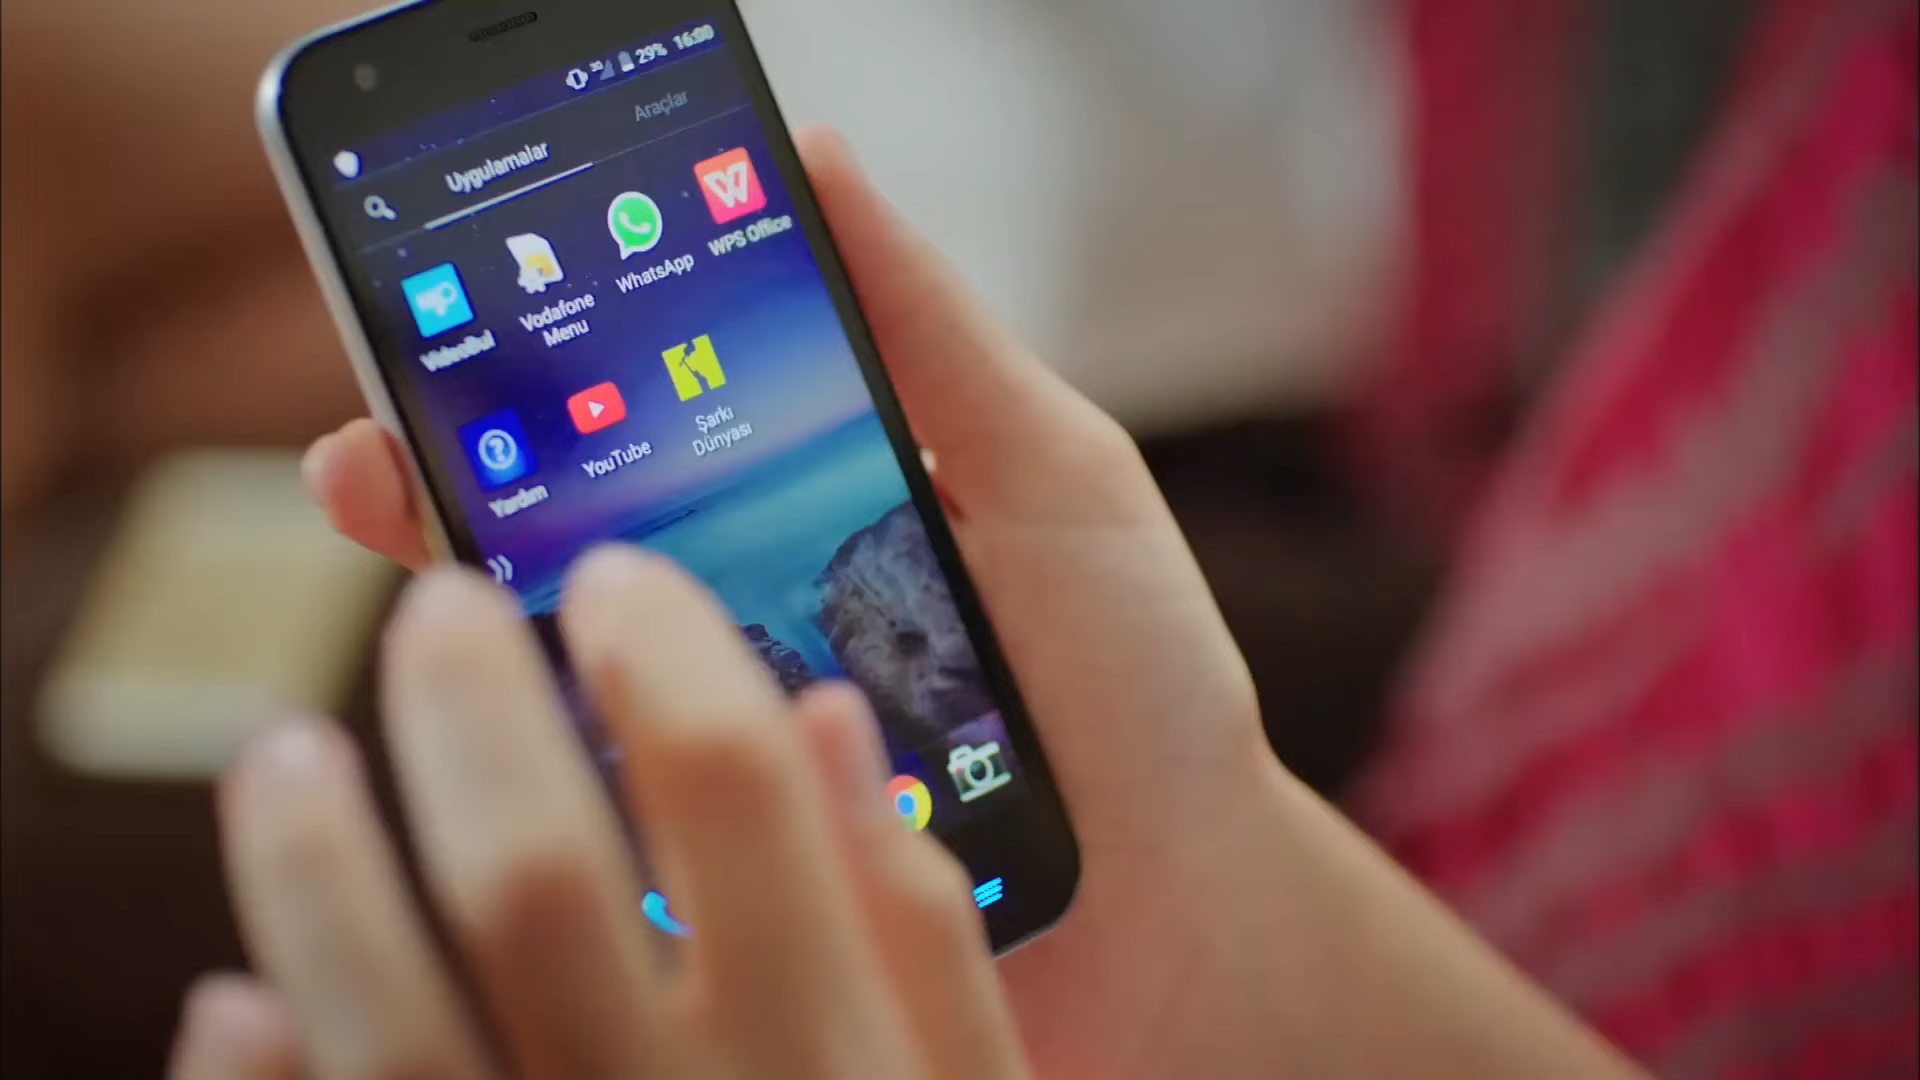 29% 16:00
Uygulamalar Araçlar
VideoBul
Vodafone
Menu
WhatsApp
WPS Office
Yardım
YouTube
Şarkı
Dünyası